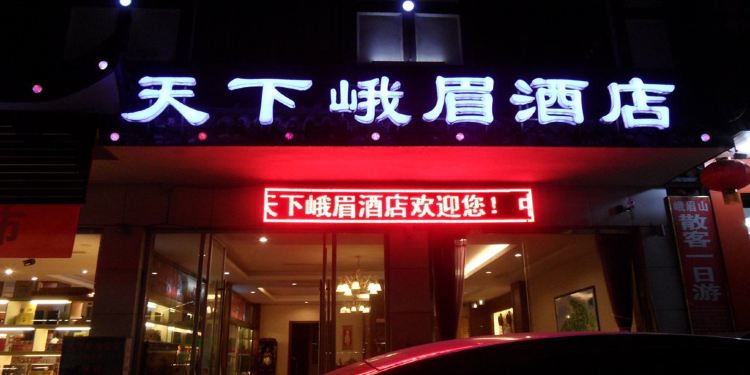 天下峨眉酒店
天下峨眉酒店欢迎您！
峨眉山
散客一日游
市